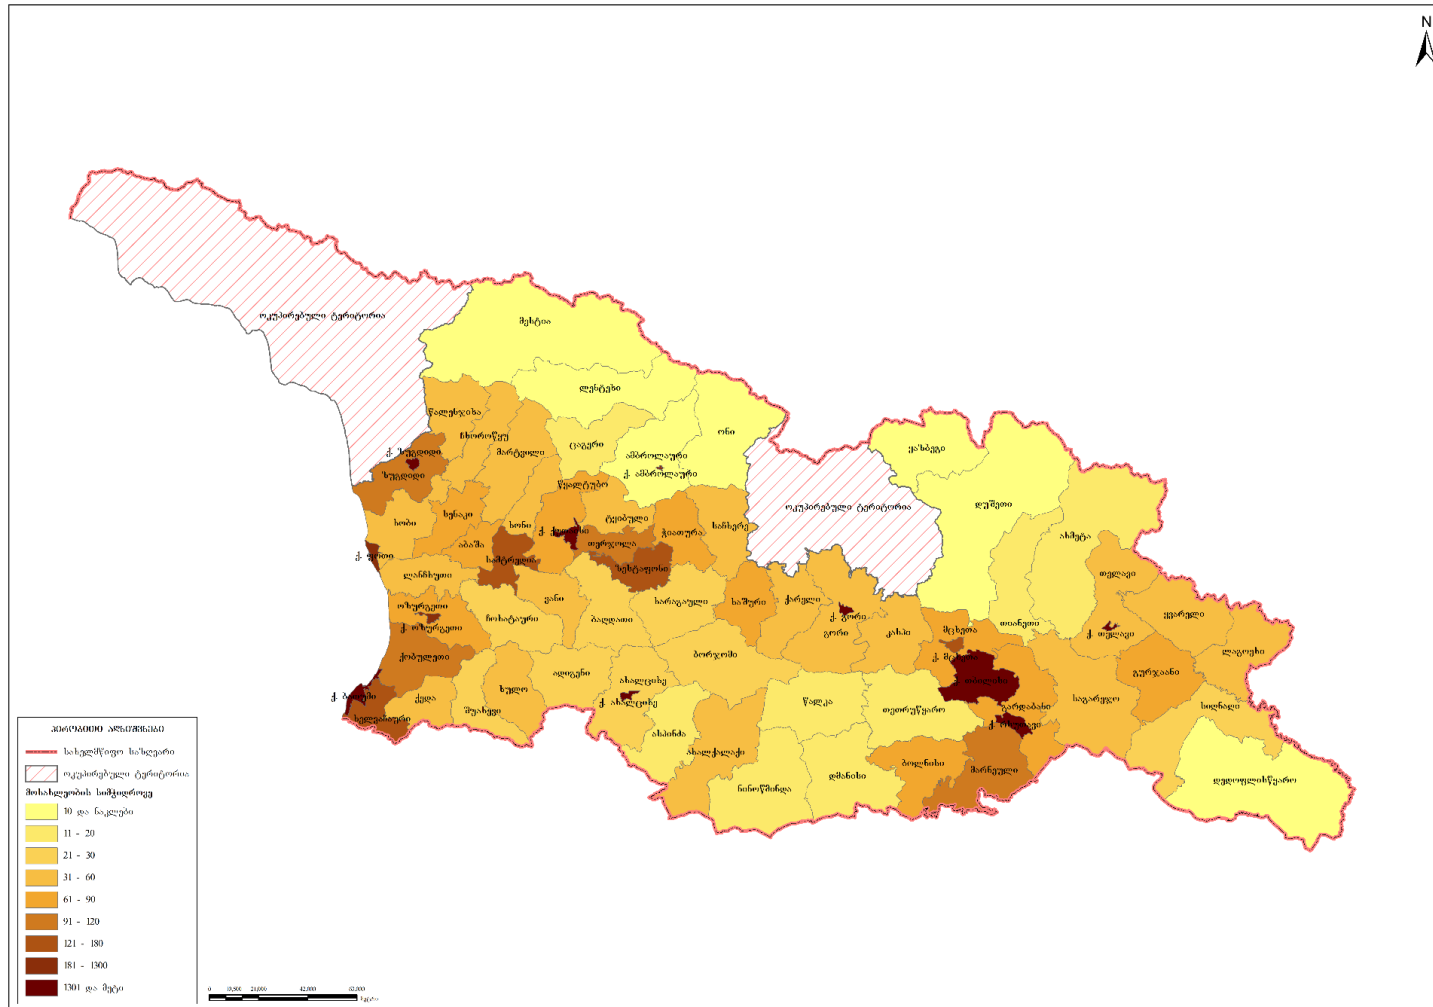 N
ოკუპირებული ტერიტორია
მესტია
ლენტეხი
ონი
ცაგერი
ამბროლაური
ქ. ამბროლაური
წალენჯიხა
ჩხოროწყუ
მარტვილი
ქ. ზუგდიდი
ზუგდიდი
ყაზბეგი
დუშეთი
ახმეტა
ოკუპირებული ტერიტორია
წყალტუბო
ტყიბული
ჭიათურა
საჩხერე
ხობი
სენაკი
აბაშა
ხონი
ქ. ქუთაისი
თერჯოლა
ზესტაფონი
სამტრედია
ქ. ფოთი
ლანჩხუთი
ოზურგეთი
ქ. ოზურგეთი
ჩოხატაური
ვანი
ბაღდათი
ხარაგაული
ხაშური
ქარელი
ქ. გორი
გორი
კასპი
მცხეთა
ქ. მცხეთა
თიანეთი
თელავი
ქ. თელავი
ყვარელი
ლაგოდეხი
გურჯაანი
ქობულეთი
ქ. ბათუმი
ხელვაჩაური
ქედა
შუახევი
ხულო
ადიგენი
ახალციხე
ქ. ახალციხე
ბორჯომი
ასპინძა
ახალქალაქი
ნინოწმინდა
წალკა
თეთრიწყარო
დმანისი
ბოლნისი
მარნეული
ქ. თბილისი
გარდაბანი
ქ. რუსთავი
საგარეჯო
სიღნაღი
დედოფლისწყარო
პირობითი აღნიშვნები
სახელმწიფო საზღვარი
ოკუპირებული ტერიტორია
მოსახლეობის სიმჭიდროვე
10 და ნაკლები
11 - 20
21 - 30
31 - 60
61 - 90
91 - 120
121 - 180
181 - 1300
1301 და მეტი